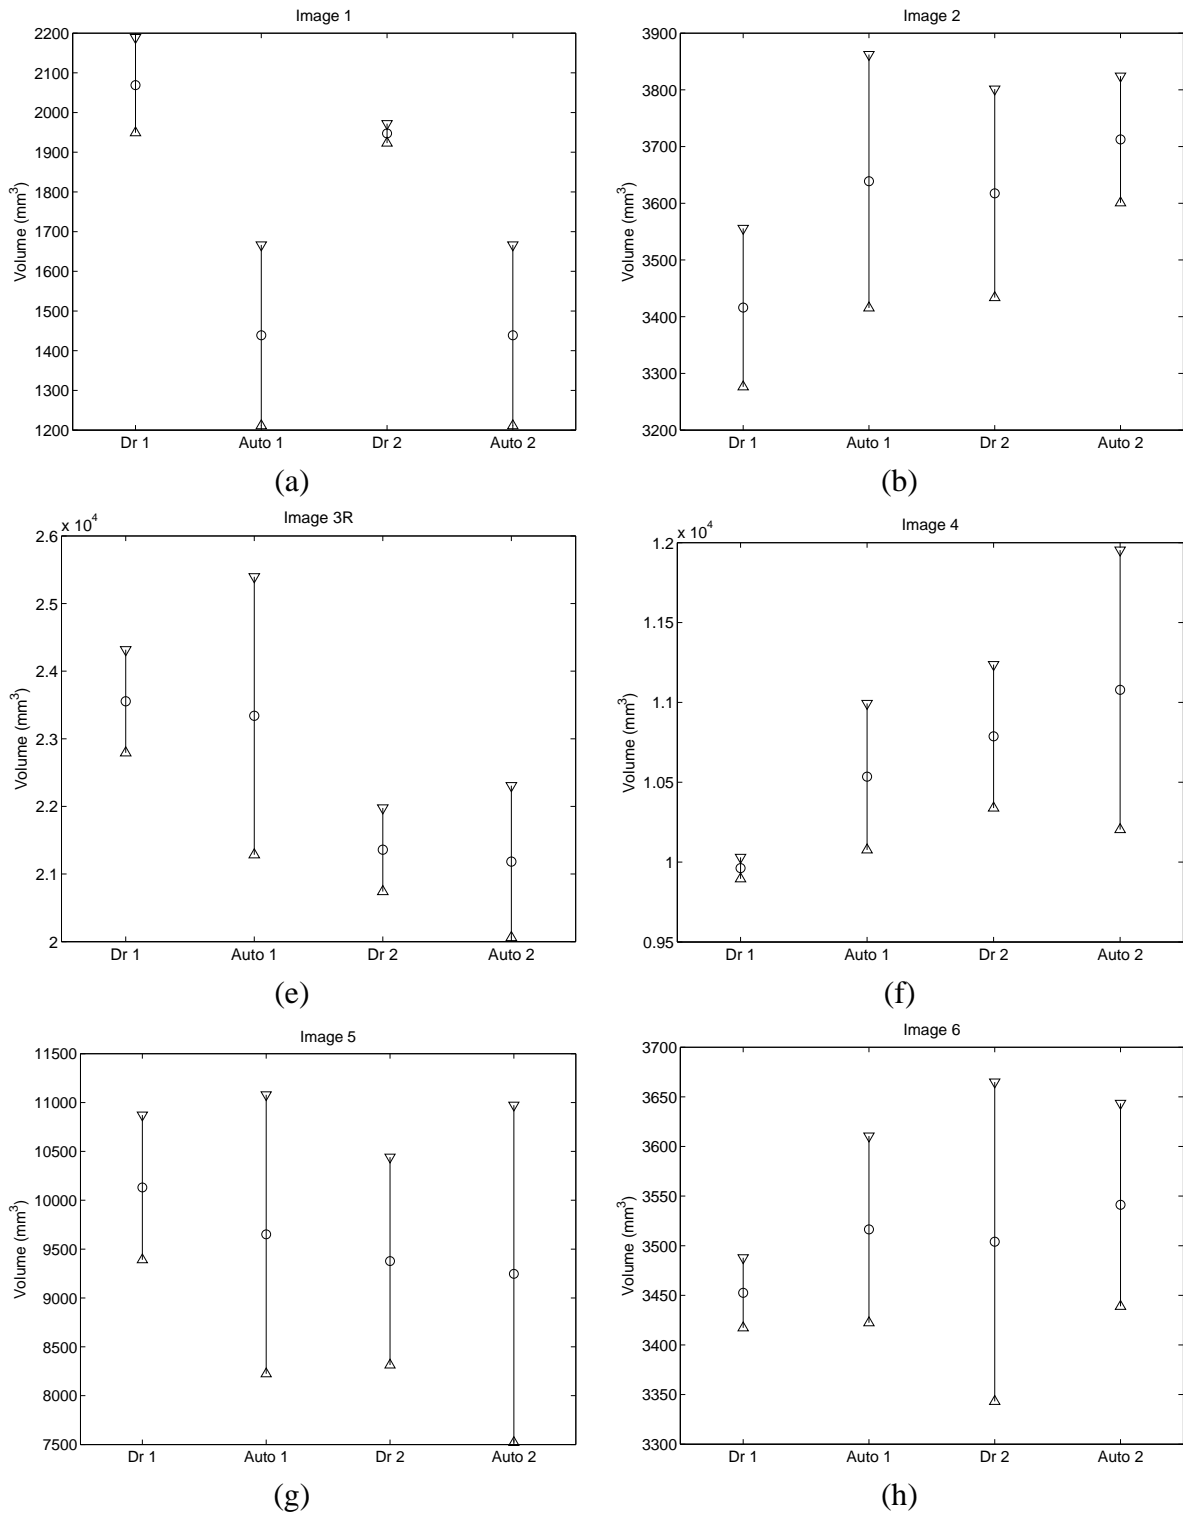 Image 1
2200
2100
2000
1900
1800
1700
1600
1500
1400
1300
1200
Volume (mm³)
Dr 1 Auto 1 Dr 2 Auto 2
(a)
Image 2
3900
3800
3700
3600
3500
3400
3300
3200
Volume (mm³)
Dr 1 Auto 1 Dr 2 Auto 2
(b)
Image 3R
x 10⁴
2.6
2.5
2.4
2.3
2.2
2.1
2
Volume (mm³)
Dr 1 Auto 1 Dr 2 Auto 2
(e)
Image 4
x 10⁴
1.2
1.15
1.1
1.05
1
0.95
Volume (mm³)
Dr 1 Auto 1 Dr 2 Auto 2
(f)
Image 5
11500
11000
10500
10000
9500
9000
8500
8000
7500
Volume (mm³)
Dr 1 Auto 1 Dr 2 Auto 2
(g)
Image 6
3700
3650
3600
3550
3500
3450
3400
3350
3300
Volume (mm³)
Dr 1 Auto 1 Dr 2 Auto 2
(h)